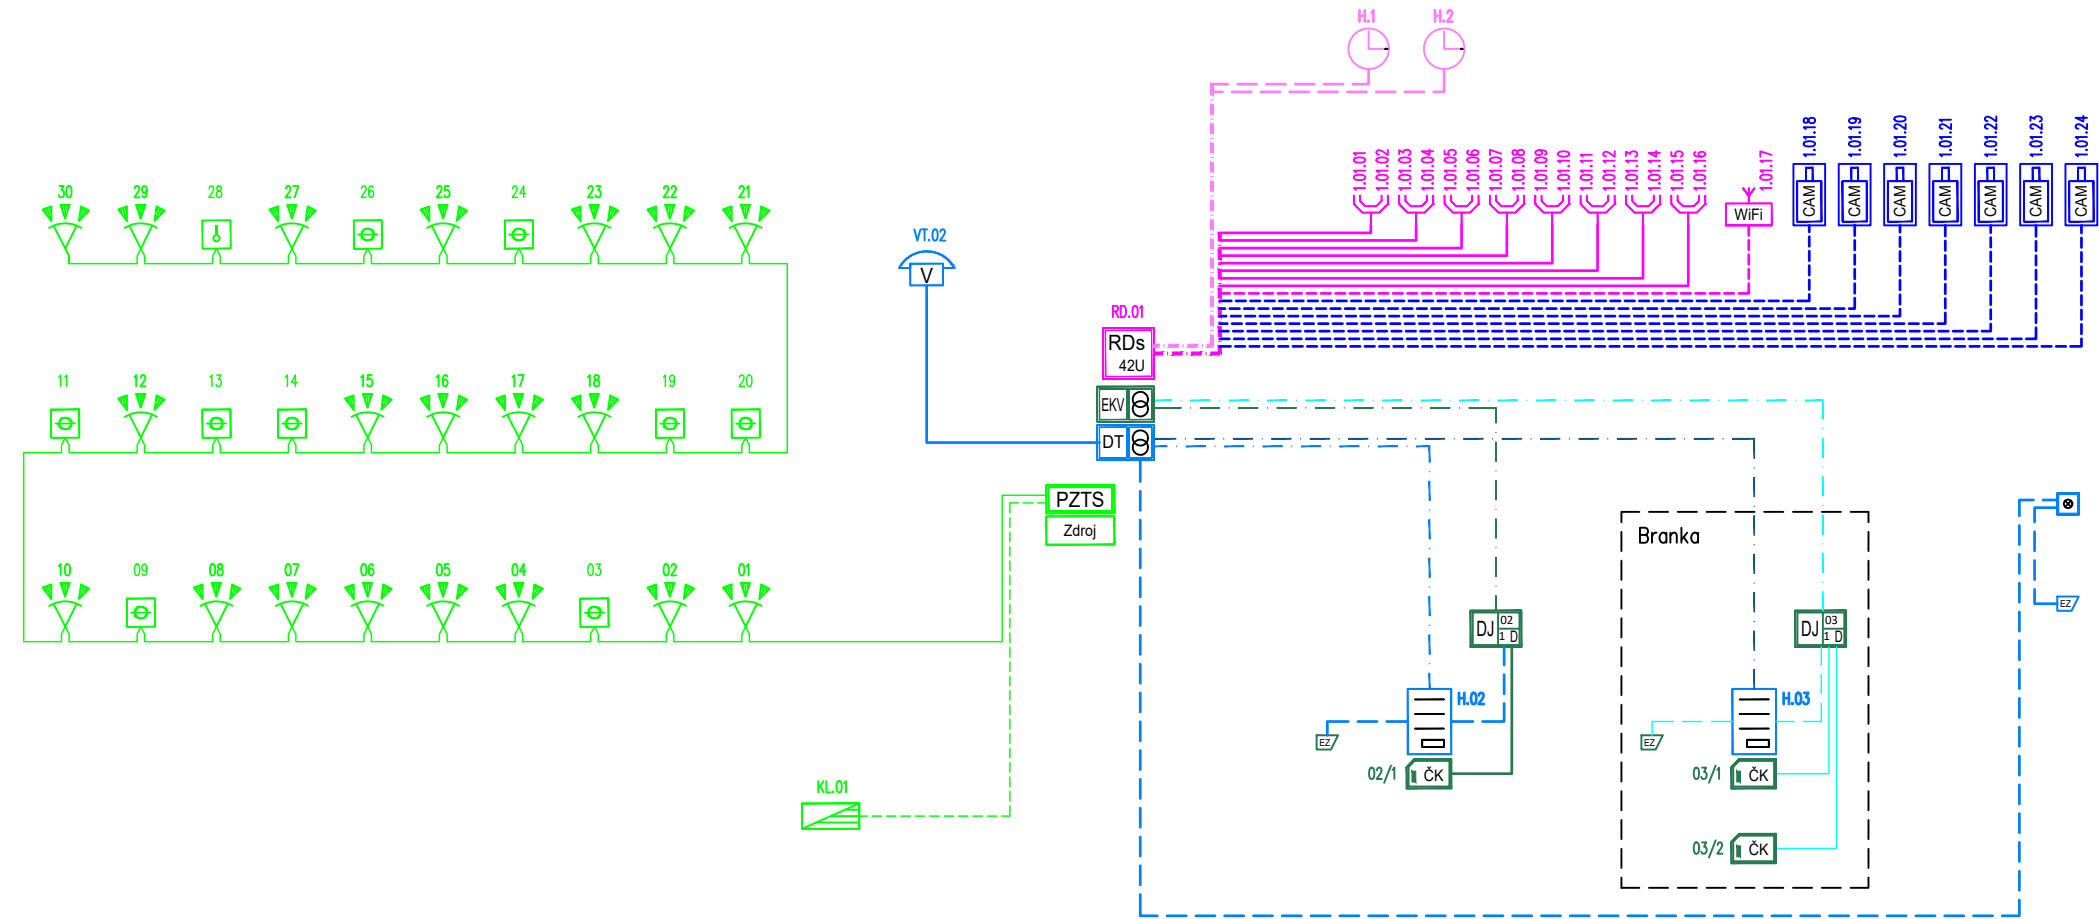 H.1
H.2
1.01.01
1.01.02
1.01.03
1.01.04
1.01.05
1.01.06
1.01.07
1.01.08
1.01.09
1.01.10
1.01.11
1.01.12
1.01.13
1.01.14
1.01.15
1.01.16
1.01.17
1.01.18
1.01.19
1.01.20
1.01.21
1.01.22
1.01.23
1.01.24
WiFi
CAM
CAM
CAM
CAM
CAM
CAM
CAM
30
29
28
27
26
25
24
23
22
21
VT.02
V
RD.01
RDs
42U
11
12
13
14
15
16
17
18
19
20
EKV
DT
PZTS
Zdroj
10
09
08
07
06
05
04
03
02
01
Branka
EZ
DJ
02
1 D
DJ
03
1 D
H.02
H.03
EZ
EZ
02/1
ČK
03/1
ČK
03/2
ČK
KL.01